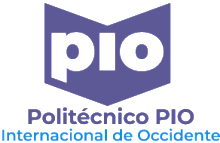 pio
Politécnico PIO
Internacional de Occidente